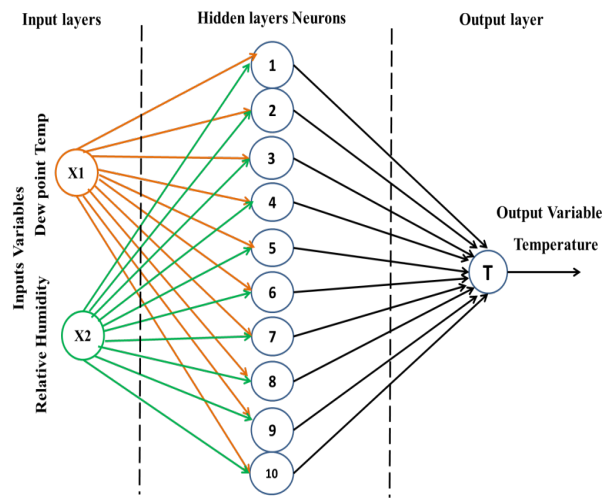 Input layers
Hidden layers Neurons
Output layer
Inputs Variables
Dew point Temp
Relative Humidity
X1
X2
1
2
3
4
5
6
7
8
9
10
T
Output Variable
Temperature